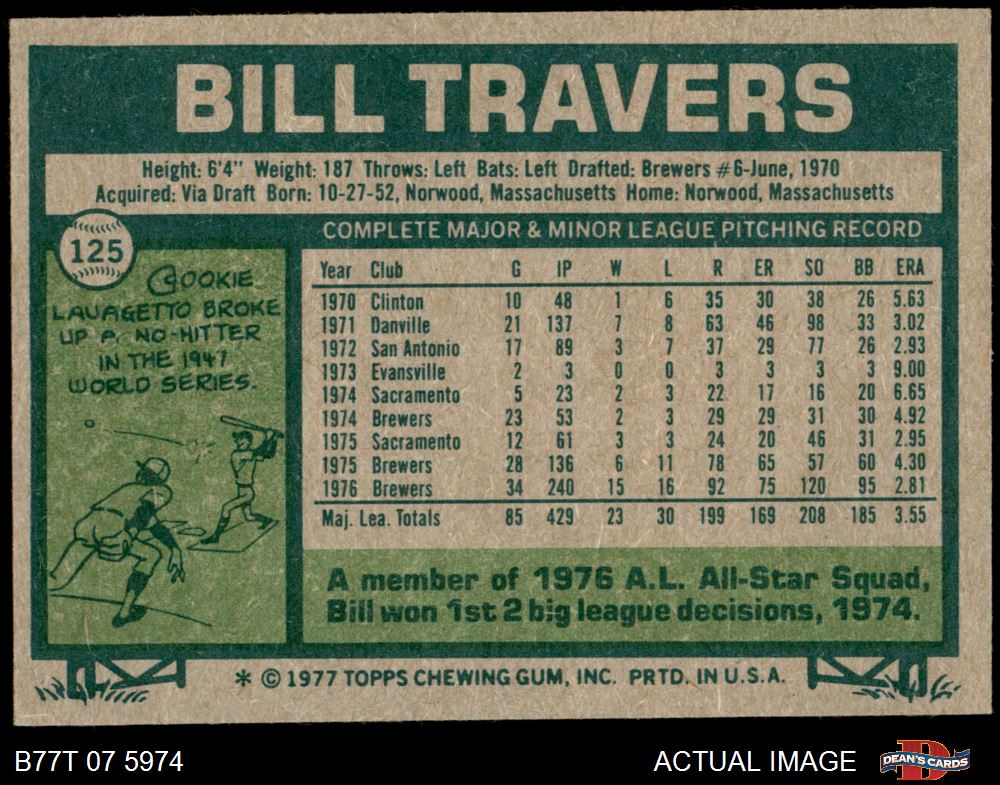 BILL TRAVERS
Height: 6'4" Weight: 187 Throws: Left Bats: Left Drafted: Brewers #6-June, 1970
Acquired: Via Draft Born: 10-27-52, Norwood, Massachusetts Home: Norwood, Massachusetts
125
COOKIE
LAVAGETTO BROKE
UP A NO-HITTER
IN THE 1947
WORLD SERIES.
COMPLETE MAJOR & MINOR LEAGUE PITCHING RECORD
Year Club G IP W L R ER SO BB ERA
1970 Clinton 10 48 1 6 35 30 38 26 5.63
1971 Danville 21 137 7 8 63 46 98 33 3.02
1972 San Antonio 17 89 3 7 37 29 77 26 2.93
1973 Evansville 2 3 0 0 3 3 3 3 9.00
1974 Sacramento 5 23 2 3 22 17 16 20 6.65
1974 Brewers 23 53 2 3 29 29 31 30 4.92
1975 Sacramento 12 61 3 3 24 20 46 31 2.95
1975 Brewers 28 136 6 11 78 65 57 60 4.30
1976 Brewers 34 240 15 16 92 75 120 95 2.81
Maj. Lea. Totals 85 429 23 30 199 169 208 185 3.55
A member of 1976 A.L. All-Star Squad,
Bill won 1st 2 big league decisions, 1974.
* © 1977 TOPPS CHEWING GUM, INC. PRTD. IN U.S.A.
B77T 07 5974
ACTUAL IMAGE
D
DEAN'S CARDS